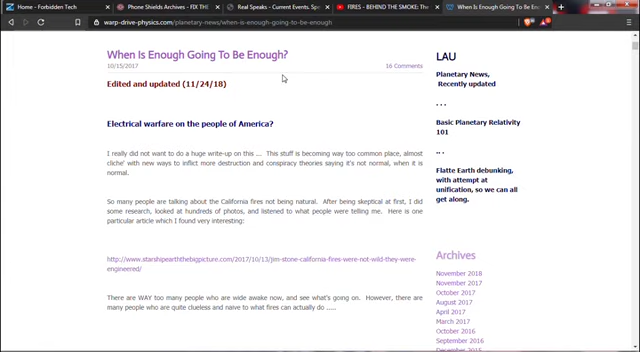 Home - Forbidden Tech
Phone Shields Archives - FIX THE
Real Speaks - Current Events. Spe
FIRES - BEHIND THE SMOKE: The
When Is Enough Going To Be Enoug
warp-drive-physics.com/planetary-news/when-is-enough-going-to-be-enough
When Is Enough Going To Be Enough?
10/15/2017
16 Comments
Edited and updated (11/24/18)
Electrical warfare on the people of America?
I really did not want to do a huge write-up on this ... This stuff is becoming way too common place, almost
cliche' with new ways to inflict more destruction and conspiracy theories saying it's not normal, when it is
normal.
So many people are talking about the California fires not being natural. After being skeptical at first, I did
some research, looked at hundreds of photos, and listened to what people were telling me. Here is one
particular article which I found very interesting:
http://www.starshipearththebigpicture.com/2017/10/13/jim-stone-california-fires-were-not-wild-they-were-
engineered/
There are WAY too many people who are wide awake now, and see what's going on. However, there are
many people who are quite clueless and naive to what fires can actually do .....
LAU
Planetary News,
Recently updated
. . .
Basic Planetary Relativity
101
.. .
Flatte Earth debunking,
with attempt at
unification, so we can all
get along.
Archives
November 2018
November 2017
October 2017
August 2017
April 2017
March 2017
October 2016
September 2016